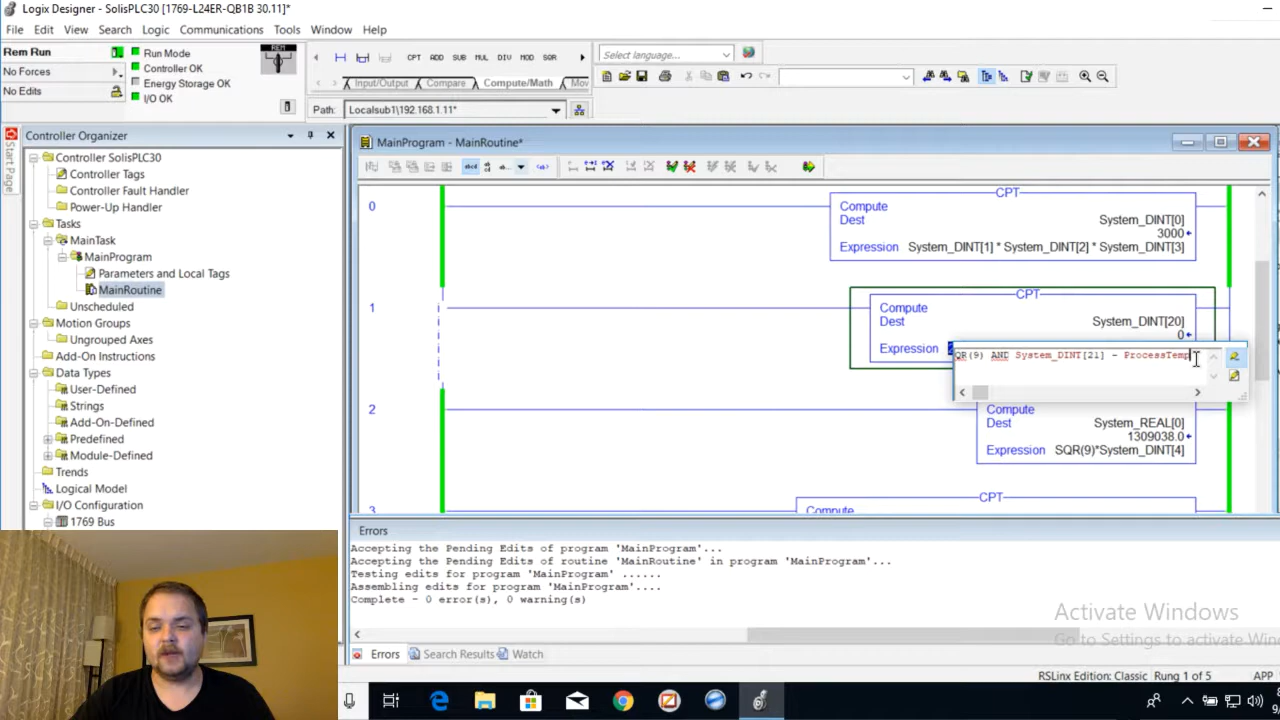 Logix Designer - SolisPLC30 [1769-L24ER-QB1B 30.11]*
File Edit View Search Logic Communications Tools Window Help
Rem Run
No Forces
No Edits
Run Mode
Controller OK
Energy Storage OK
I/O OK
REM
CPT ADD SUB MUL DIV MOD SQR
Input/Output Compare Compute/Math Mov
Select language...
Path: Localsub1\192.168.1.11*
Start Page
Controller Organizer
Controller SolisPLC30
Controller Tags
Controller Fault Handler
Power-Up Handler
Tasks
MainTask
MainProgram
Parameters and Local Tags
MainRoutine
Unscheduled
Motion Groups
Ungrouped Axes
Add-On Instructions
Data Types
User-Defined
Strings
Add-On-Defined
Predefined
Module-Defined
Trends
Logical Model
I/O Configuration
1769 Bus
MainProgram - MainRoutine*
0
CPT
Compute
Dest System_DINT[0]
3000
Expression System_DINT[1] * System_DINT[2] * System_DINT[3]
1
CPT
Compute
Dest System_DINT[20]
0
Expression
QR(9) AND System_DINT[21] - ProcessTemp
2
Compute
Dest System_REAL[0]
1309038.0
Expression SQR(9)*System_DINT[4]
3
CPT
Compute
Errors
Accepting the Pending Edits of program 'MainProgram'...
Accepting the Pending Edits of routine 'MainRoutine' in program 'MainProgram'...
Testing edits for program 'MainProgram' ......
Assembling edits for program 'MainProgram'....
Complete - 0 error(s), 0 warning(s)
Activate Windows
Go to Settings to activate Win
Errors Search Results Watch
RSLinx Edition: Classic Rung 1 of 5 APP